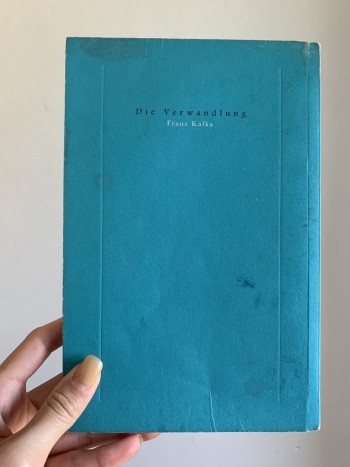 Die Verwandlung
Franz Kafka